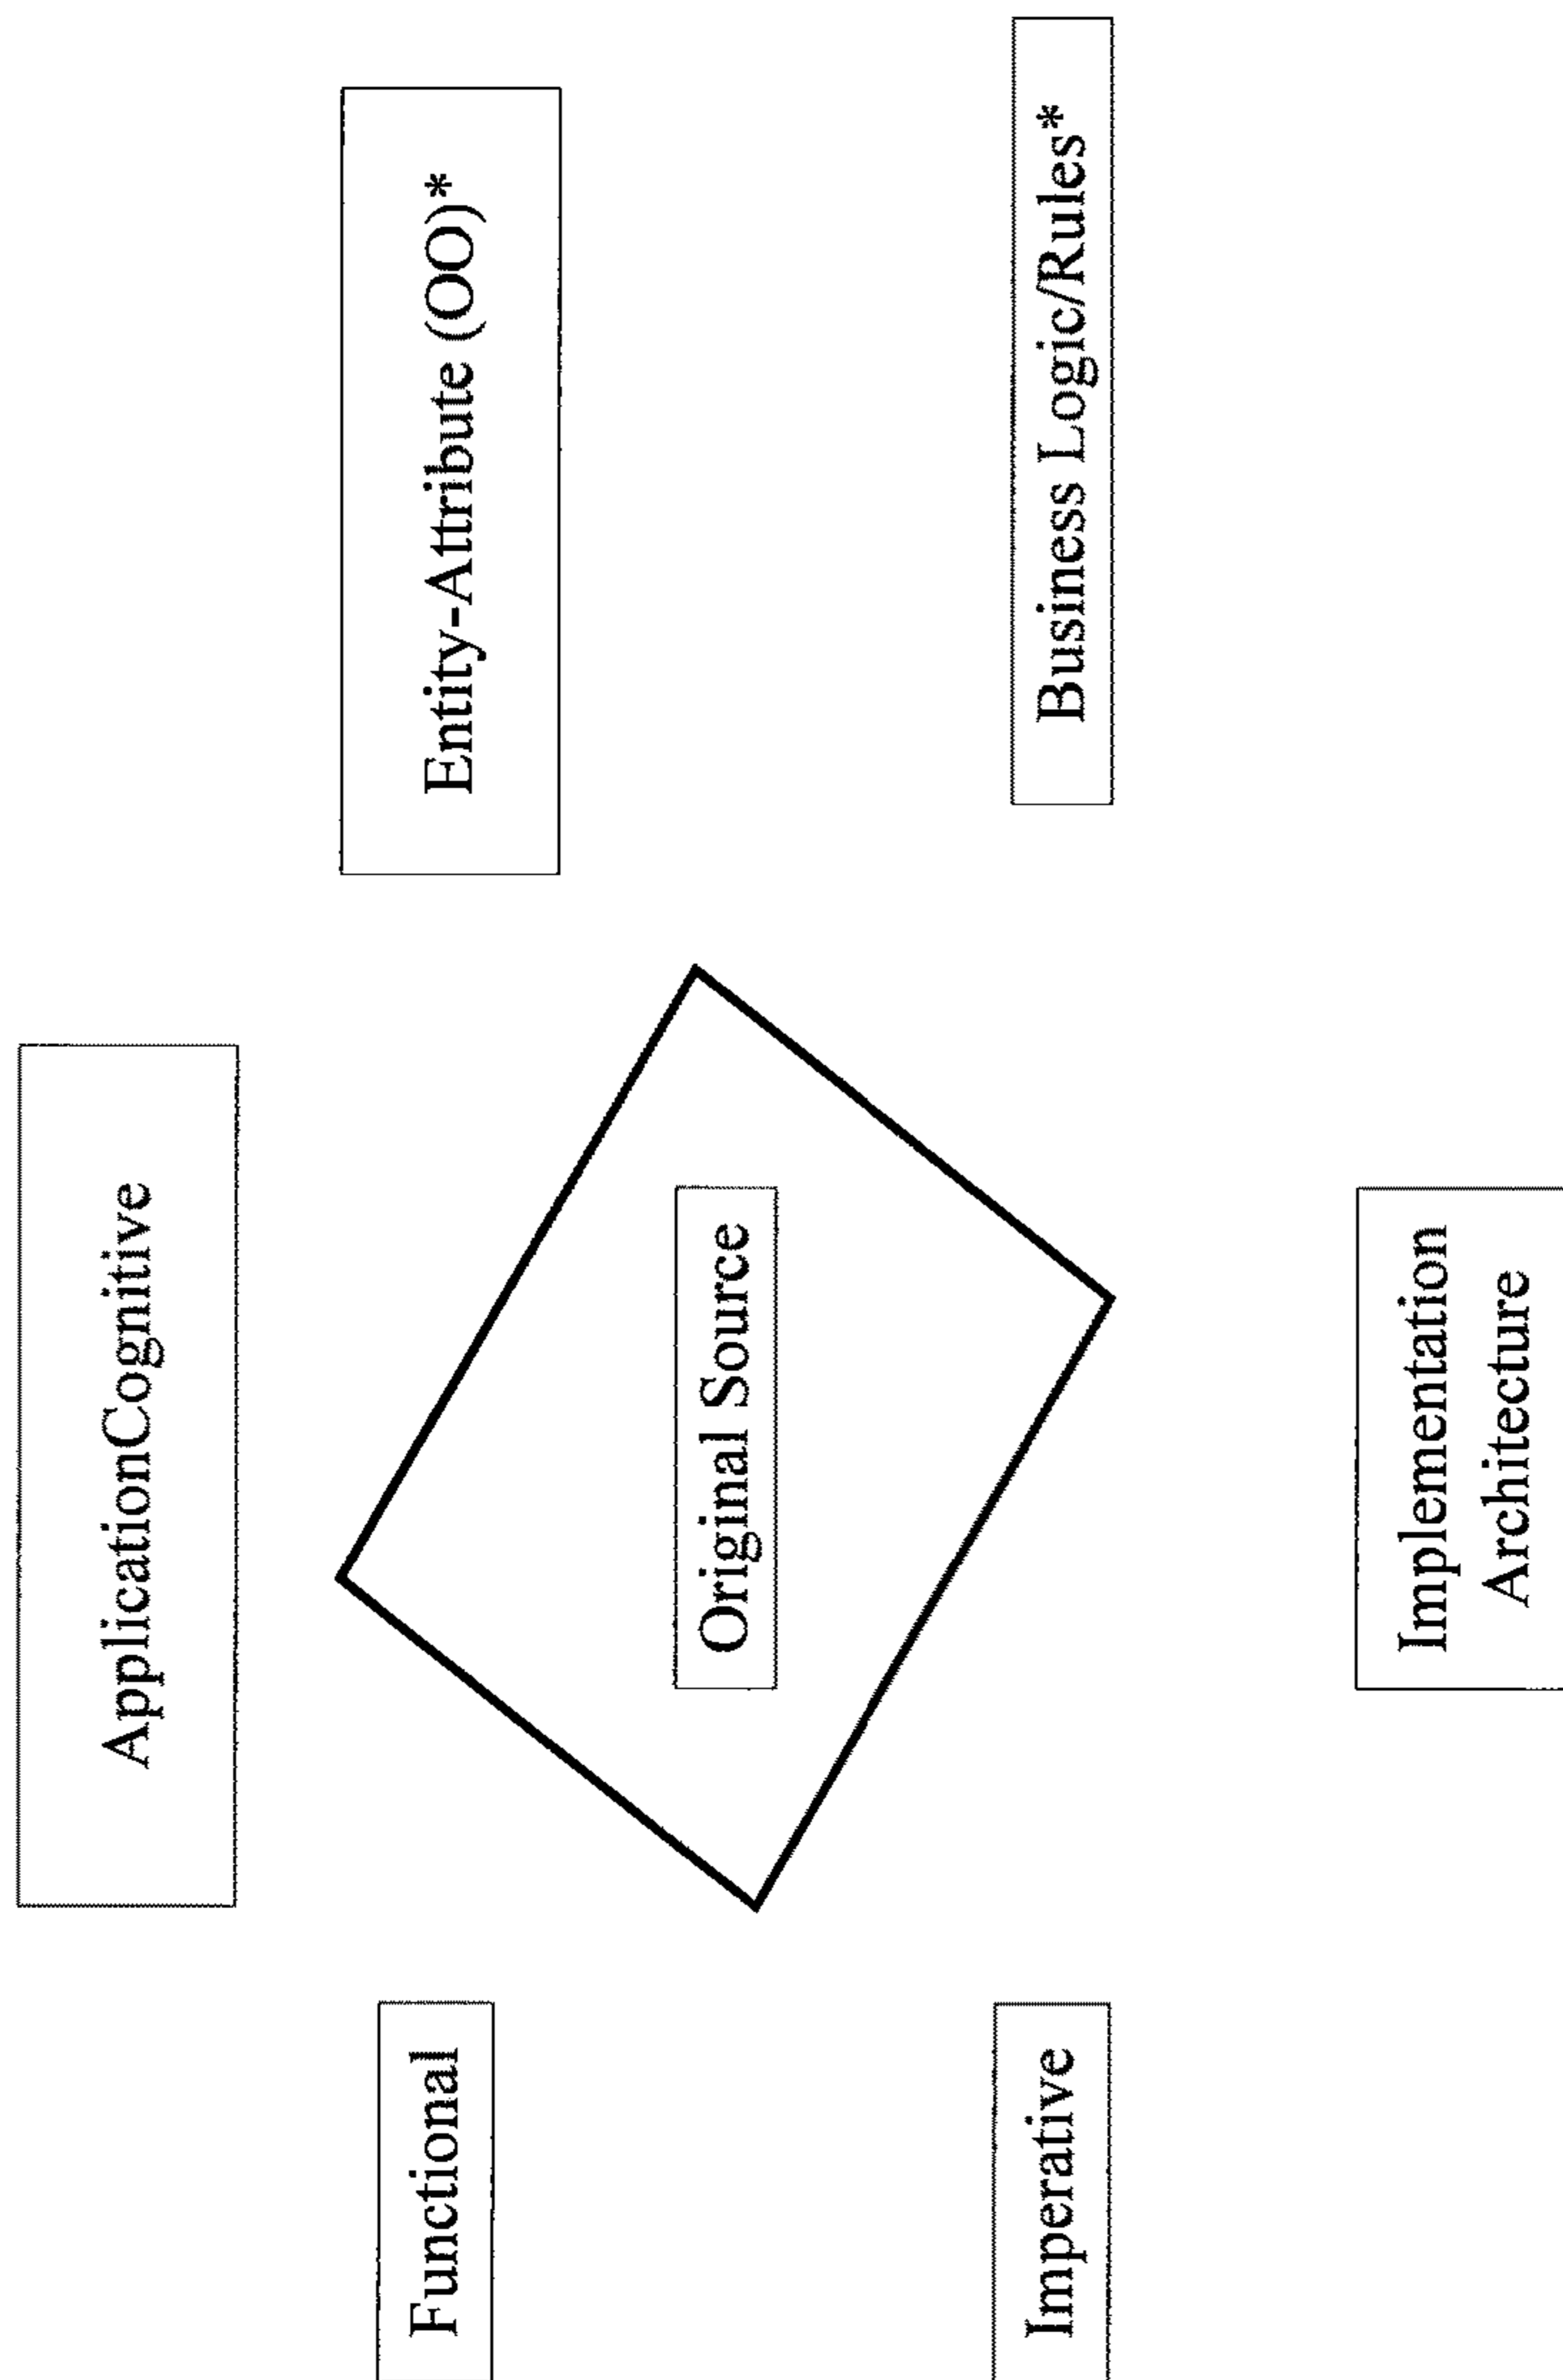 ApplicationCognitive
Functional
Entity-Attribute (OO)*
Original Source
Imperative
Business Logic/Rules*
Implementation
Architecture